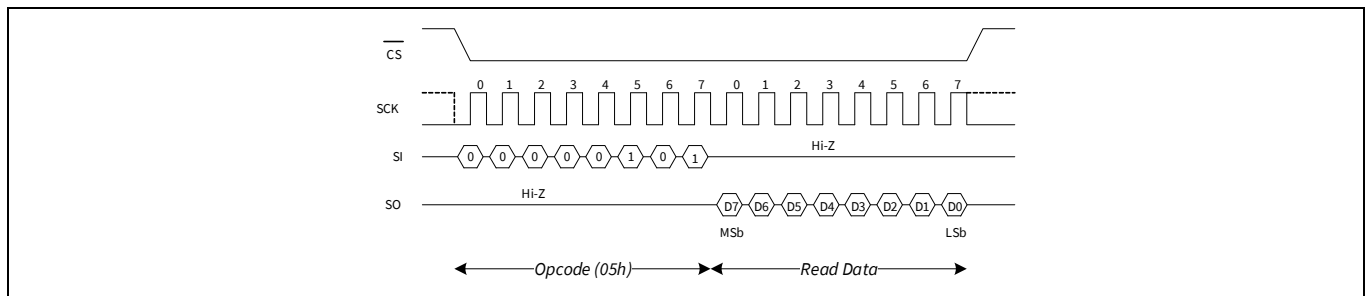 CS
0 1 2 3 4 5 6 7 0 1 2 3 4 5 6 7
SCK
Hi-Z
SI 0 0 0 0 0 1 0 1
Hi-Z
SO D7 D6 D5 D4 D3 D2 D1 D0
MSb LSb
Opcode (05h) Read Data